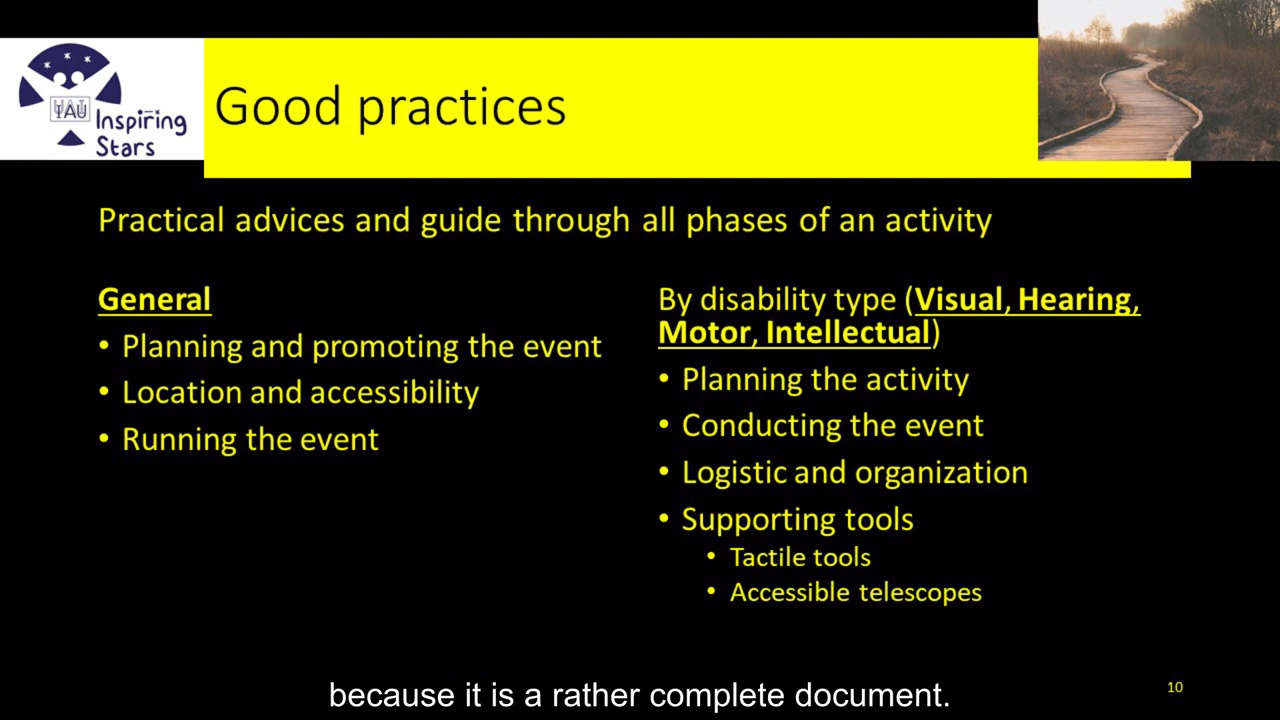 IAU
Inspiring
Stars
Good practices
Practical advices and guide through all phases of an activity
General
• Planning and promoting the event
• Location and accessibility
• Running the event
By disability type (Visual, Hearing,
Motor, Intellectual)
• Planning the activity
• Conducting the event
• Logistic and organization
• Supporting tools
• Tactile tools
• Accessible telescopes
because it is a rather complete document.
10